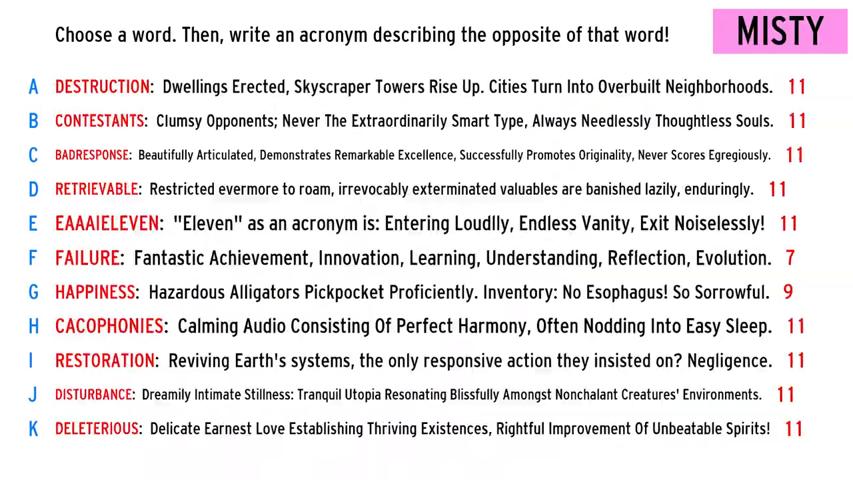 Choose a word. Then, write an acronym describing the opposite of that word!
MISTY
A DESTRUCTION: Dwellings Erected, Skyscraper Towers Rise Up. Cities Turn Into Overbuilt Neighborhoods. 11
B CONTESTANTS: Clumsy Opponents; Never The Extraordinarily Smart Type, Always Needlessly Thoughtless Souls. 11
C BADRESPONSE: Beautifully Articulated, Demonstrates Remarkable Excellence, Successfully Promotes Originality, Never Scores Egregiously. 11
D RETRIEVABLE: Restricted evermore to roam, irrevocably exterminated valuables are banished lazily, enduringly. 11
E EAAAIELEVEN: "Eleven" as an acronym is: Entering Loudlly, Endless Vanity, Exit Noiselessly! 11
F FAILURE: Fantastic Achievement, Innovation, Learning, Understanding, Reflection, Evolution. 7
G HAPPINESS: Hazardous Alligators Pickpocket Proficiently. Inventory: No Esophagus! So Sorrowful. 9
H CACOPHONIES: Calming Audio Consisting Of Perfect Harmony, Often Nodding Into Easy Sleep. 11
I RESTORATION: Reviving Earth's systems, the only responsive action they insisted on? Negligence. 11
J DISTURBANCE: Dreamily Intimate Stillness: Tranquil Utopia Resonating Blissfully Amongst Nonchalant Creatures' Environments. 11
K DELETERIOUS: Delicate Earnest Love Establishing Thriving Existences, Rightful Improvement Of Unbeatable Spirits! 11